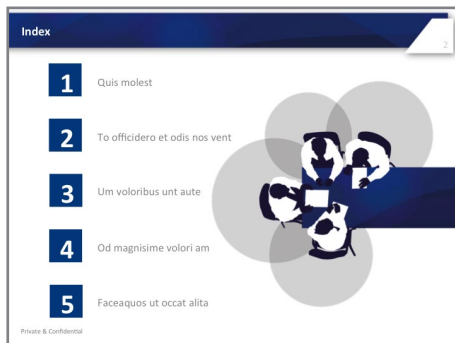 Index
2
1
Quis molest
2
To officidero et odis nos vent
3
Um voloribus unt aute
4
Od magnisime volori am
5
Faceaquos ut occat alita
Private & Confidential